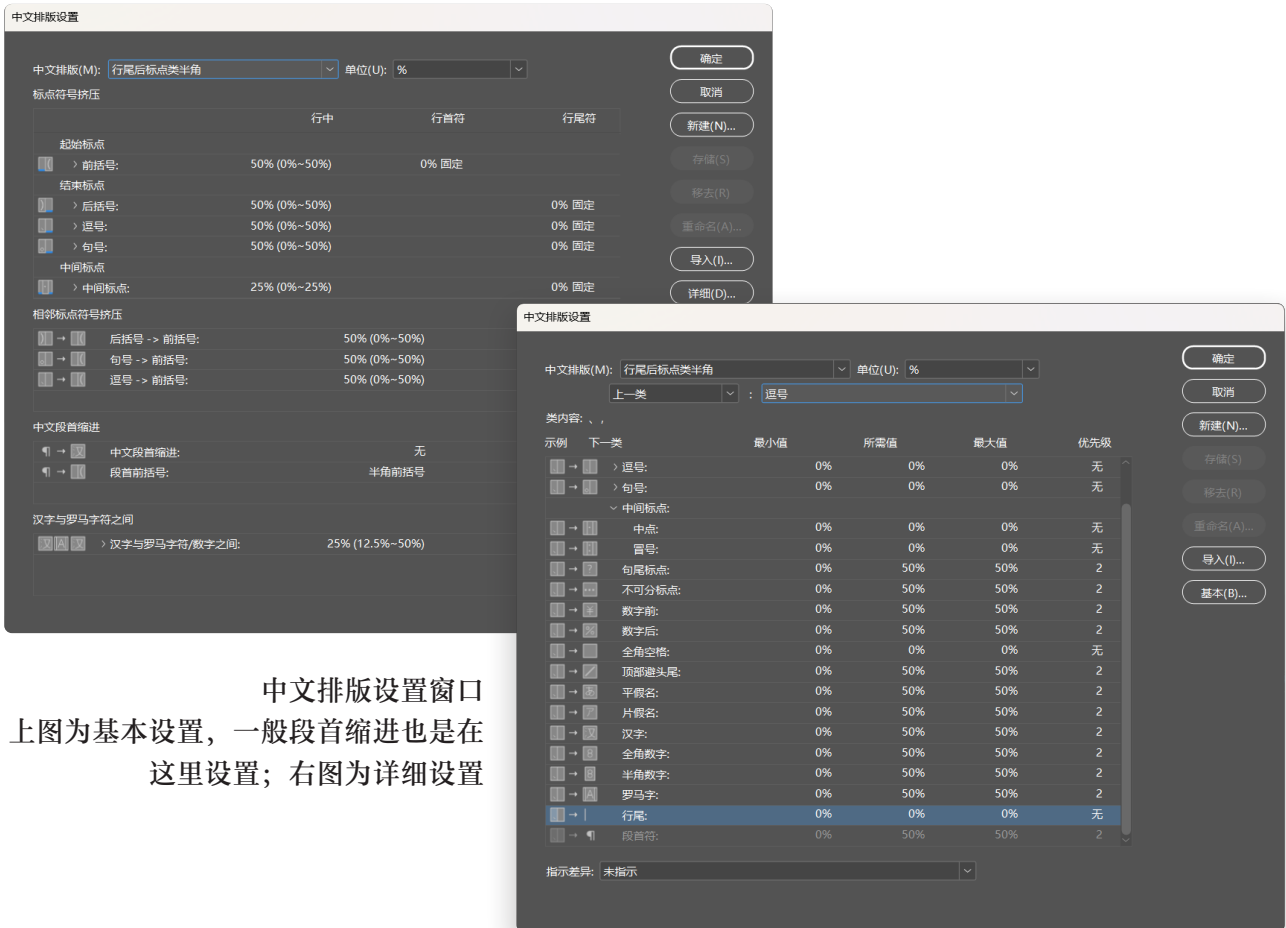 中文排版设置
中文排版(M): 行尾后标点类半角 单位(U): %
标点符号挤压
行中 行首符 行尾符
起始标点
前括号: 50% (0%~50%) 0% 固定
结束标点
后括号: 50% (0%~50%) 0% 固定
逗号: 50% (0%~50%) 0% 固定
句号: 50% (0%~50%) 0% 固定
中间标点
中间标点: 25% (0%~25%) 0% 固定
相邻标点符号挤压
后括号 -> 前括号: 50% (0%~50%)
句号 -> 前括号: 50% (0%~50%)
逗号 -> 前括号: 50% (0%~50%)
中文段首缩进
¶ → 文 中文段首缩进: 无
¶ → 段首前括号: 半角前括号
汉字与罗马字符之间
文 A 文 汉字与罗马字符/数字之间: 25% (12.5%~50%)
确定
取消
新建(N)...
存储(S)
移去(R)
重命名(A)...
导入(I)...
详细(D)...
中文排版设置
中文排版(M): 行尾后标点类半角 单位(U): %
上一类 : 逗号
类内容: 、，
示例 下一类 最小值 所需值 最大值 优先级
逗号: 0% 0% 0% 无
句号: 0% 0% 0% 无
中间标点:
中点: 0% 0% 0% 无
冒号: 0% 0% 0% 无
句尾标点: 0% 50% 50% 2
不可分标点: 0% 50% 50% 2
数字前: 0% 50% 50% 2
数字后: 0% 50% 50% 2
全角空格: 0% 0% 0% 无
顶部避头尾: 0% 50% 50% 2
平假名: 0% 50% 50% 2
片假名: 0% 50% 50% 2
汉字: 0% 50% 50% 2
全角数字: 0% 50% 50% 2
半角数字: 0% 50% 50% 2
罗马字: 0% 50% 50% 2
行尾: 0% 0% 0% 无
¶ 段首符: 0% 50% 50% 2
指示差异: 未指示
确定
取消
新建(N)...
存储(S)
移去(R)
重命名(A)...
导入(I)...
基本(B)...
中文排版设置窗口
上图为基本设置，一般段首缩进也是在
这里设置；右图为详细设置